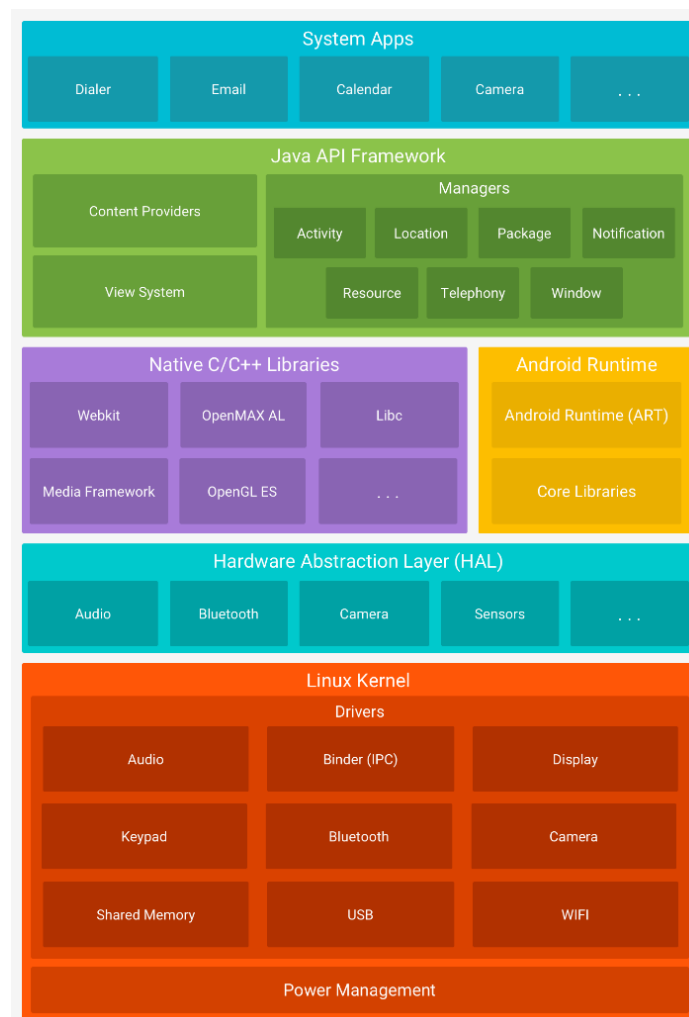 System Apps
Dialer
Email
Calendar
Camera
. . .
Java API Framework
Content Providers
View System
Managers
Activity
Location
Package
Notification
Resource
Telephony
Window
Native C/C++ Libraries
Webkit
OpenMAX AL
Libc
Media Framework
OpenGL ES
. . .
Android Runtime
Android Runtime (ART)
Core Libraries
Hardware Abstraction Layer (HAL)
Audio
Bluetooth
Camera
Sensors
. . .
Linux Kernel
Drivers
Audio
Binder (IPC)
Display
Keypad
Bluetooth
Camera
Shared Memory
USB
WIFI
Power Management